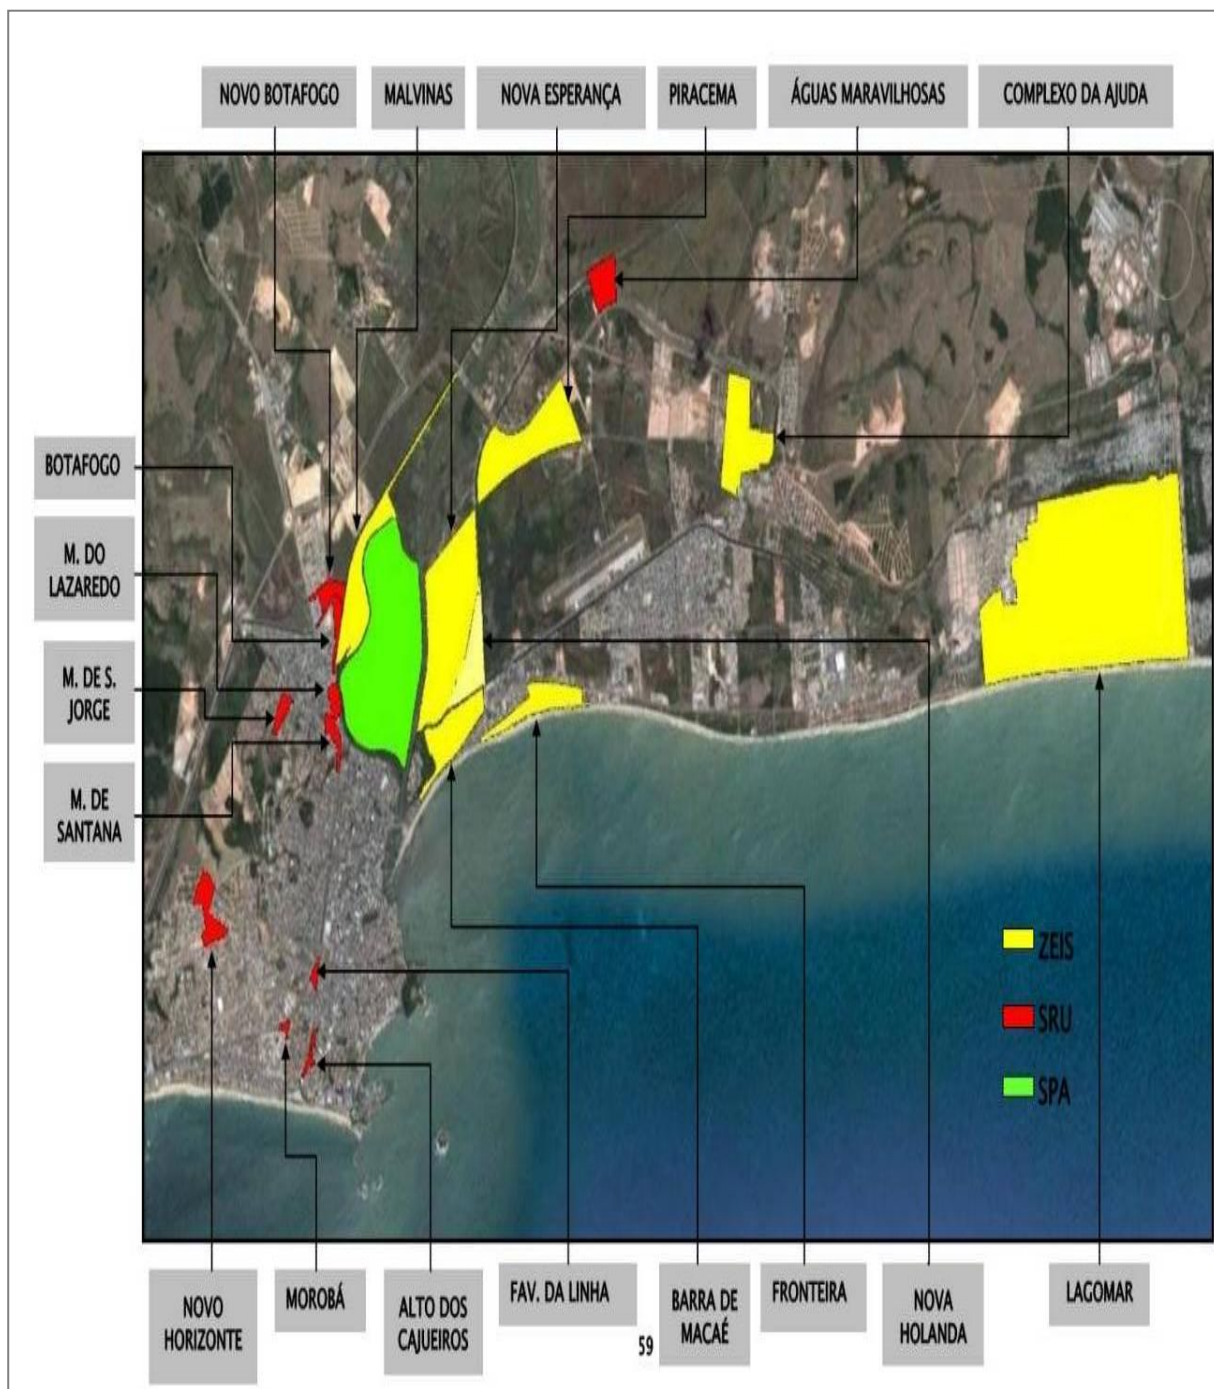 NOVO BOTAFOGO
MALVINAS
NOVA ESPERANÇA
PIRACEMA
ÁGUAS MARAVILHOSAS
COMPLEXO DA AJUDA
BOTAFOGO
M. DO
LAZAREDO
M. DE S.
JORGE
M. DE
SANTANA
ZEIS
SRU
SPA
NOVO
HORIZONTE
MOROBÁ
ALTO DOS
CAJUEIROS
FAV. DA LINHA
BARRA DE
MACAÉ
FRONTEIRA
NOVA
HOLANDA
LAGOMAR
59